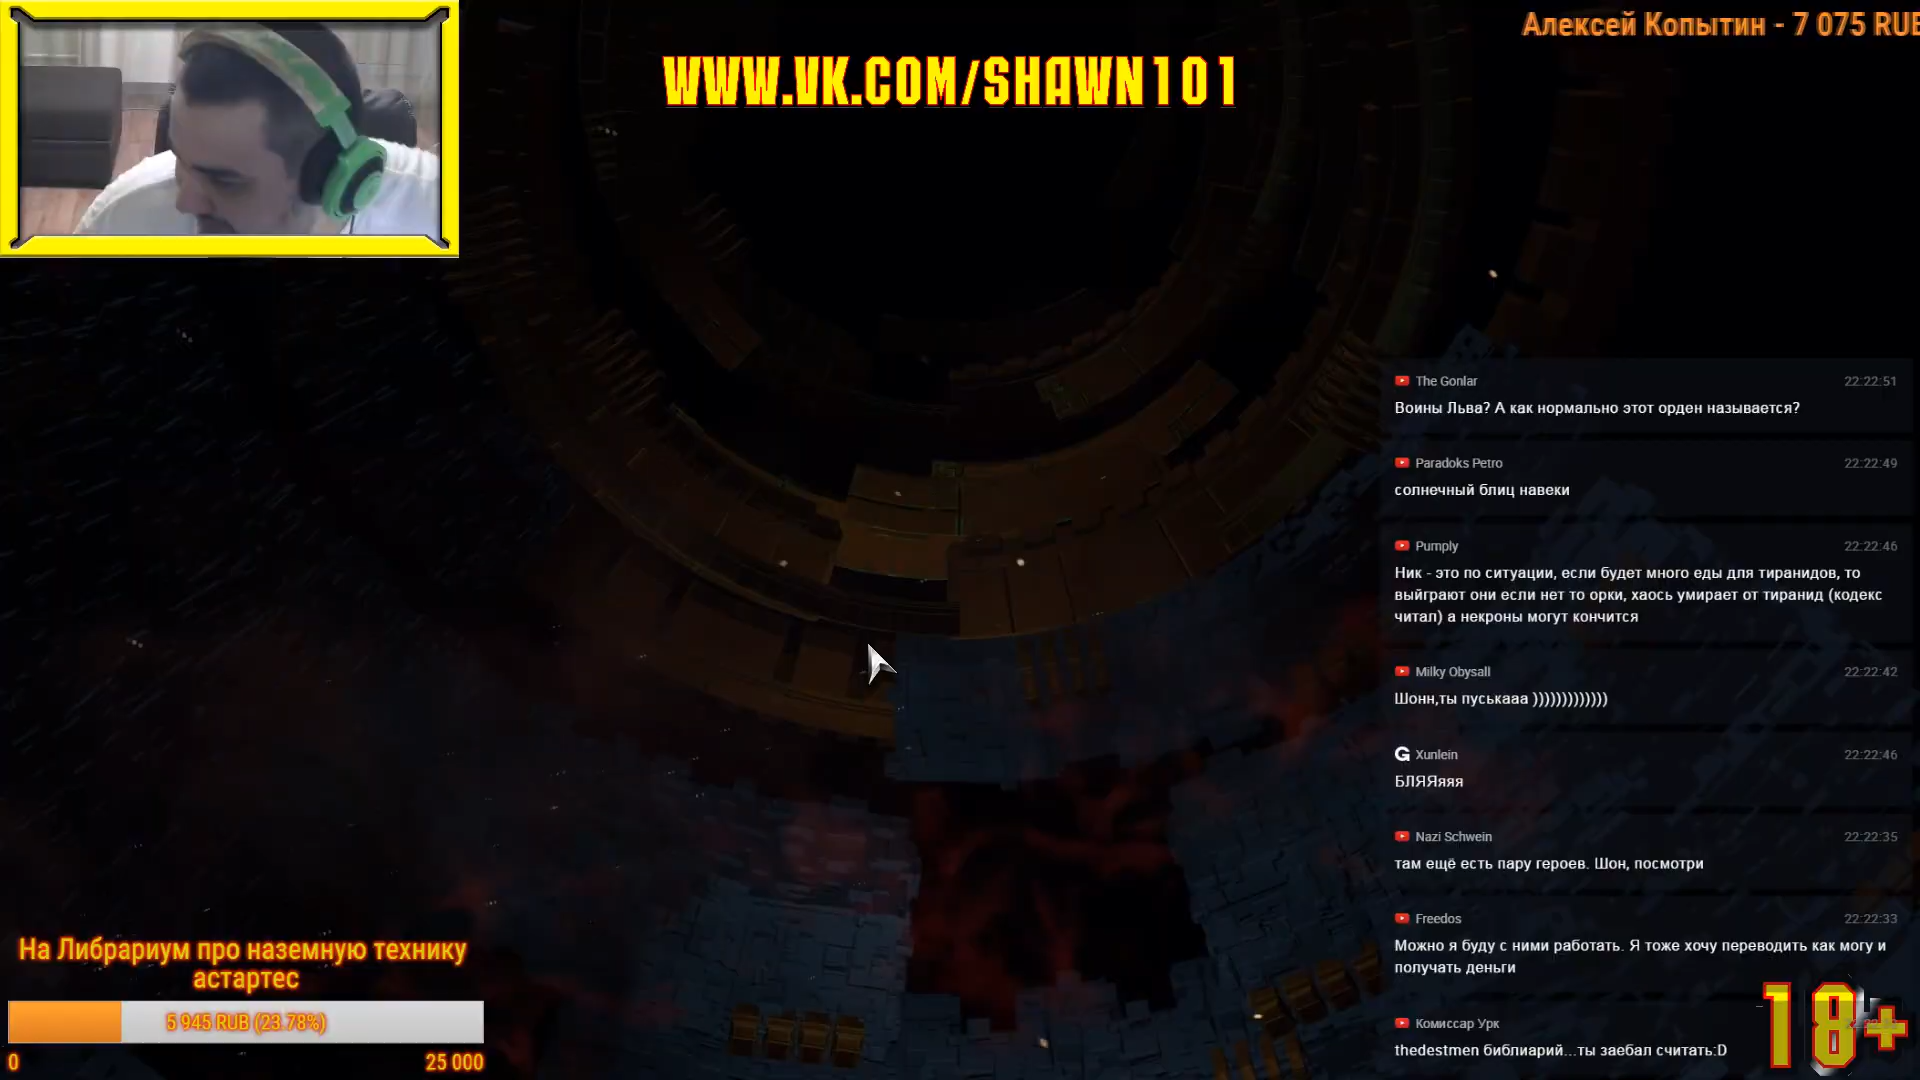 Алексей Копытин - 7 075 RUB
WWW.VK.COM/SHAWN101
The Gonlar 22:22:51
Воины Льва? А как нормально этот орден называется?
Paradoks Petro 22:22:49
солнечный блиц навеки
Pumply 22:22:46
Ник - это по ситуации, если будет много еды для тиранидов, то
выйграют они если нет то орки, хаось умирает от тиранид (кодекс
читал) а некроны могут кончится
Milky Obysall 22:22:42
Шонн,ты пуськааа )))))))))))))
G Xunlein 22:22:46
БЛЯЯяяя
Nazi Schwein 22:22:35
там ещё есть пару героев. Шон, посмотри
Freedos 22:22:33
Можно я буду с ними работать. Я тоже хочу переводить как могу и
получать деньги
Комиссар Урк
thedestmen библиарий...ты заебал считать:D
18+
На Либрариум про наземную технику
астартес
5 945 RUB (23.78%)
0 25 000